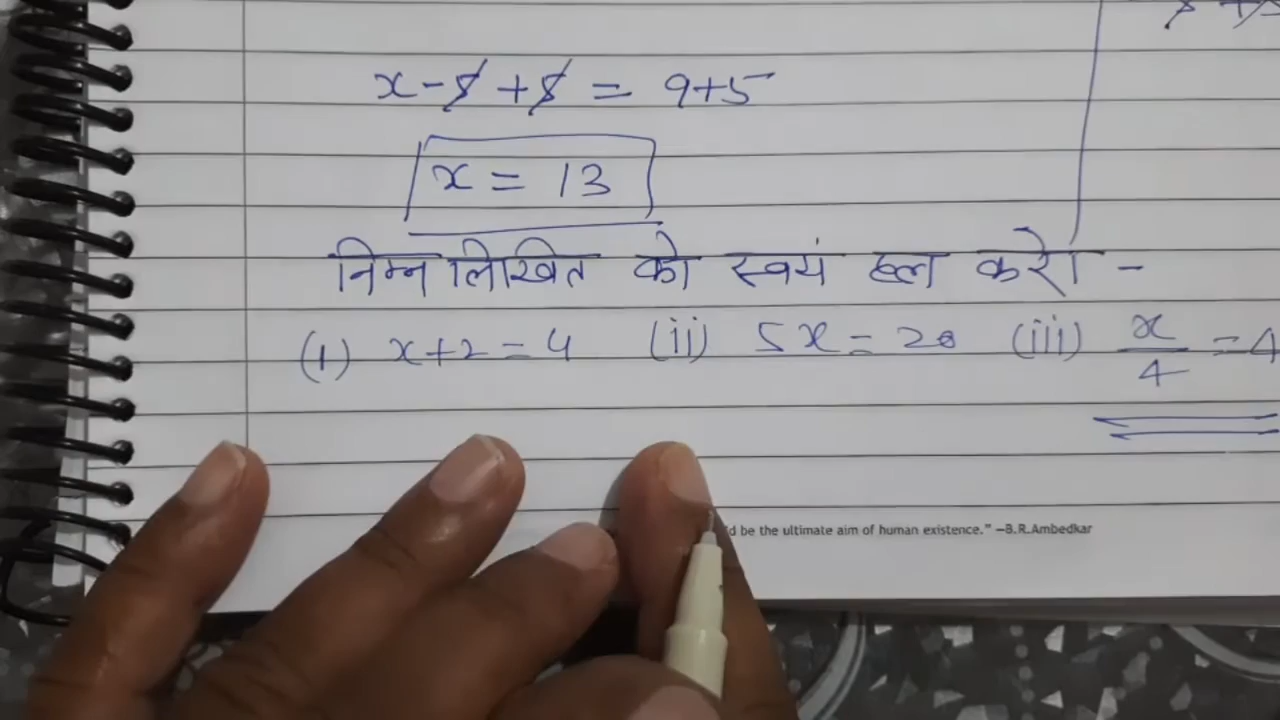 x - 5 + 5 = 9+5
x = 13
निम्न लिखित को स्वयं हल करो -
(i) x+2 = 4 (ii) 5x = 20 (iii) x/4 = 4
d be the ultimate aim of human existence." —B.R.Ambedkar